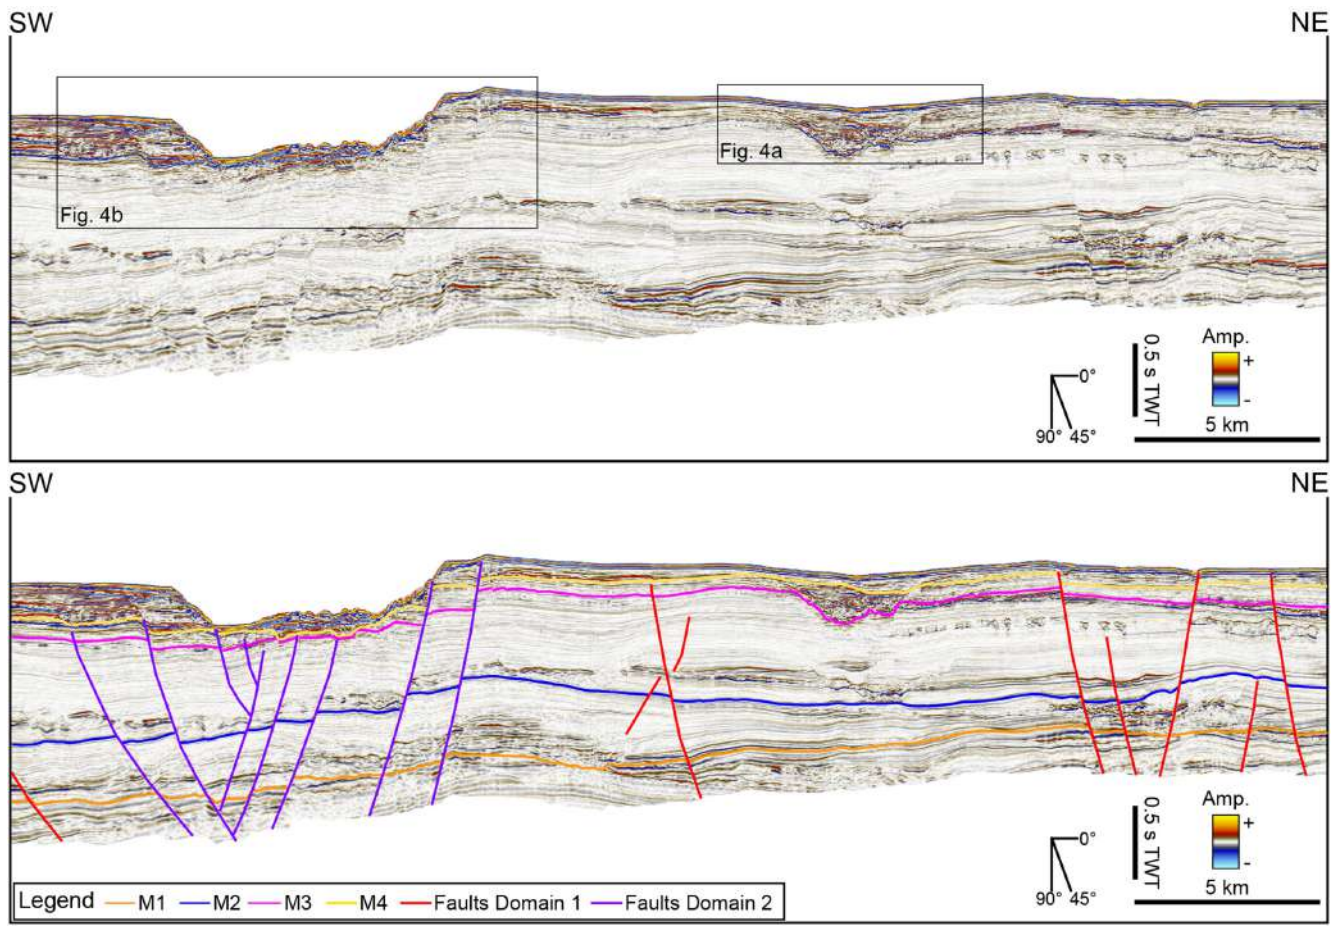 SW NE
Fig. 4a
Fig. 4b
Amp.
+
-
0.5 s TWT
0°
90° 45°
5 km
SW NE
Amp.
+
-
0.5 s TWT
0°
90° 45°
5 km
Legend M1 M2 M3 M4 Faults Domain 1 Faults Domain 2